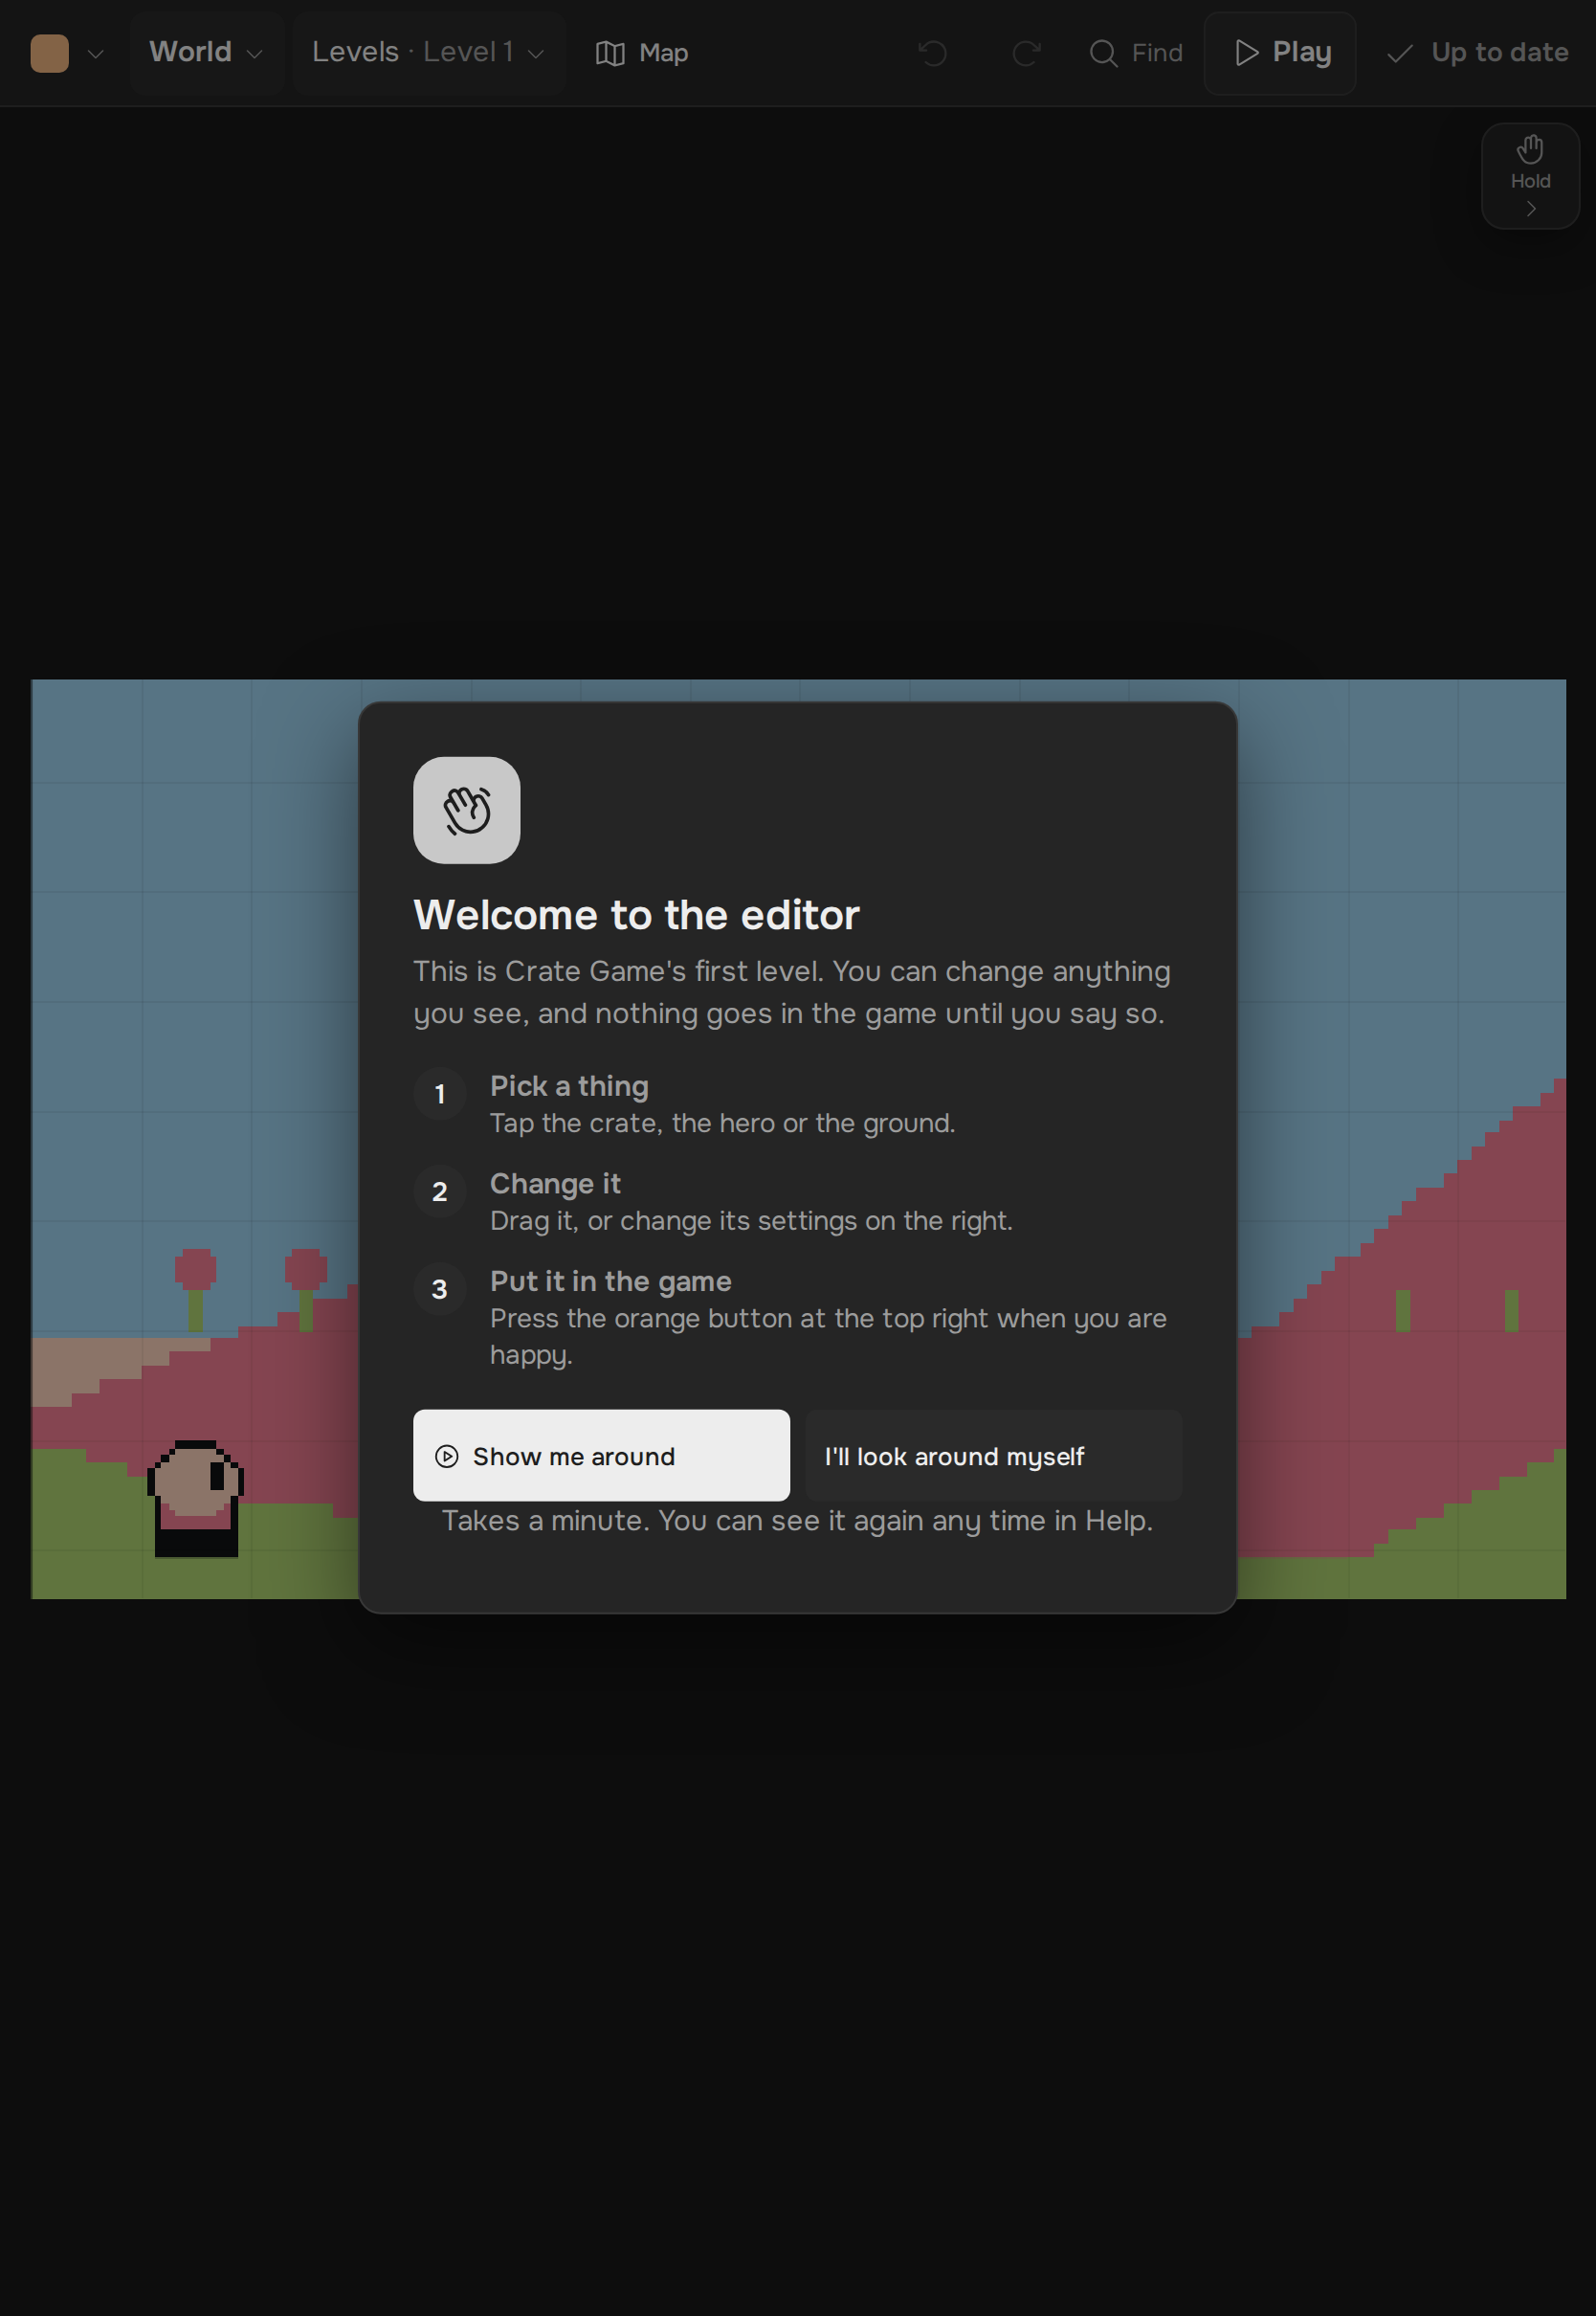 World
Levels · Level 1
Map
Find
Play
Up to date
Hold
Welcome to the editor
This is Crate Game's first level. You can change anything
you see, and nothing goes in the game until you say so.
1
Pick a thing
Tap the crate, the hero or the ground.
2
Change it
Drag it, or change its settings on the right.
3
Put it in the game
Press the orange button at the top right when you are
happy.
Show me around
I'll look around myself
Takes a minute. You can see it again any time in Help.